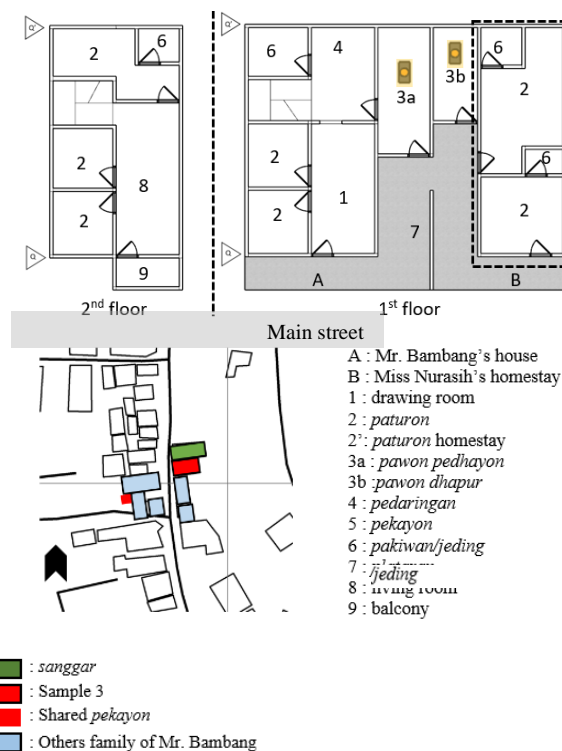 Q'
2
6
6
4
3a
3b
6
2
2
8
2
2
2
1
7
6
2
Q
9
Q
A
B
2nd floor
1st floor
Main street
A : Mr. Bambang's house
B : Miss Nurasih's homestay
1 : drawing room
2 : paturon
2': paturon homestay
3a : pawon pedhayon
3b :pawon dhapur
4 : pedaringan
5 : pekayon
6 : pakiwan/jeding
7 :
/jeding
8 : living room
9 : balcony
: sanggar
: Sample 3
: Shared pekayon
: Others family of Mr. Bambang